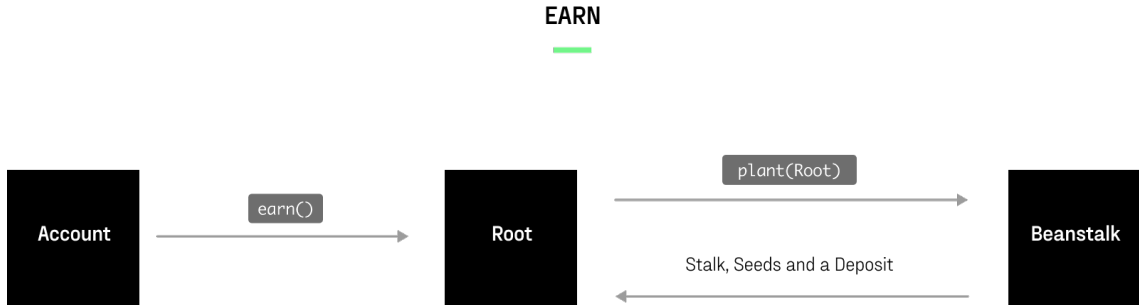 EARN
Account
earn()
Root
plant(Root)
Stalk, Seeds and a Deposit
Beanstalk